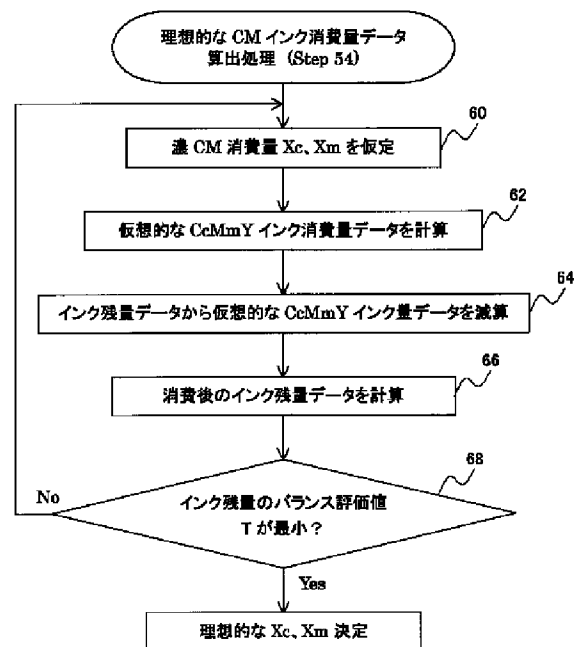 理想的な CM インク消費量データ
算出処理 (Step 54)
60
濃 CM 消費量 Xc、Xm を仮定
62
仮想的な CcMmY インク消費量データを計算
64
インク残量データから仮想的な CcMmY インク量データを減算
66
消費後のインク残量データを計算
68
No
インク残量のバランス評価値
T が最小?
Yes
理想的な Xc、Xm 決定